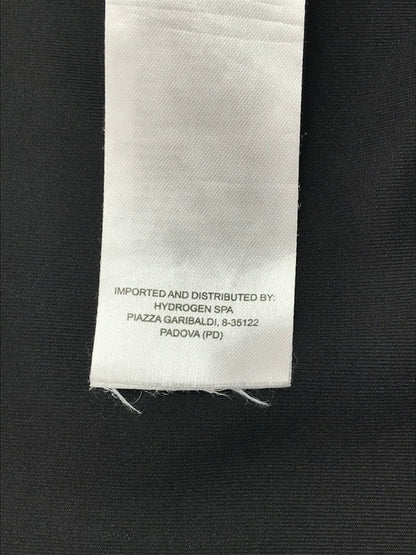 IMPORTED AND DISTRIBUTED BY:
HYDROGEN SPA
PIAZZA GARIBALDI, 8-35122
PADOVA (PD)